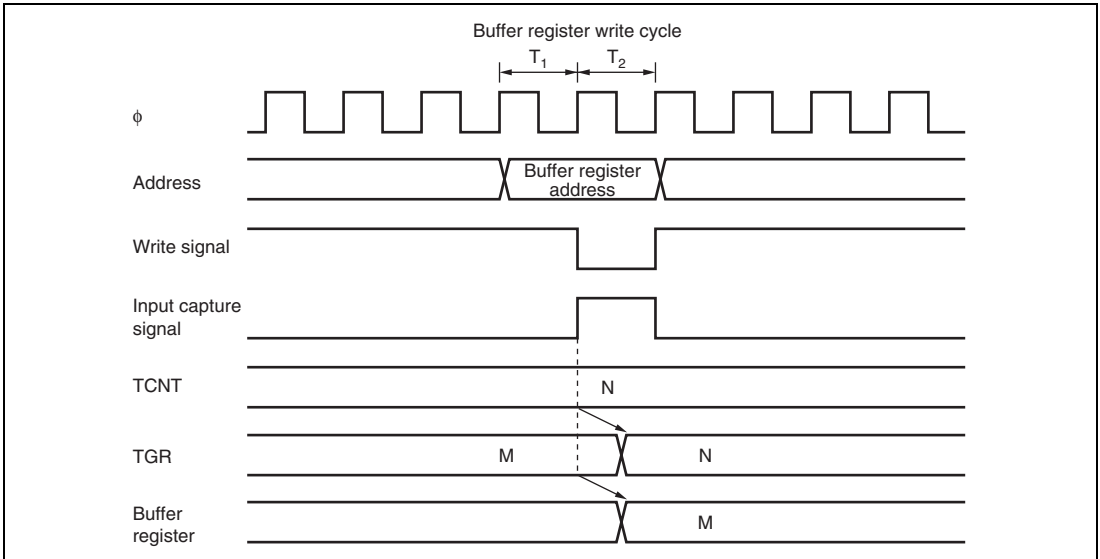 Buffer register write cycle
T1 T2
ϕ
Address
Buffer register
address
Write signal
Input capture
signal
TCNT
N
TGR
M
N
Buffer
register
M